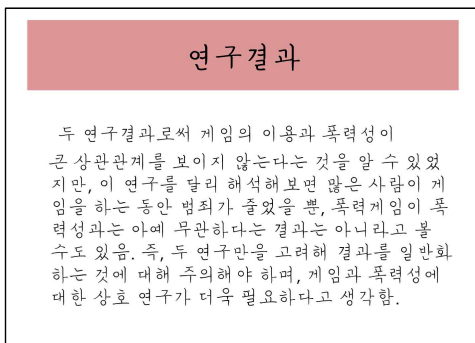 연구결과
두 연구결과로써 게임의 이용과 폭력성이
큰 상관관계를 보이지 않는다는 것을 알 수 있었
지만, 이 연구를 달리 해석해보면 많은 사람이 게
임을 하는 동안 범죄가 줄었을 뿐, 폭력게임이 폭
력성과는 아예 무관하다는 결과는 아니라고 볼
수도 있음. 즉, 두 연구만을 고려해 결과를 일반화
하는 것에 대해 주의해야 하며, 게임과 폭력성에
대한 상호 연구가 더욱 필요하다고 생각함.